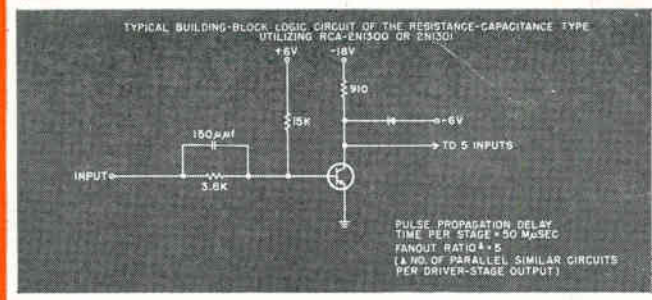 TYPICAL BUILDING-BLOCK LOGIC CIRCUIT OF THE RESISTANCE-CAPACITANCE TYPE
UTILIZING RCA-2N1300 OR 2N1301
+6V
-18V
910
15K
150μμf
-6V
TO 5 INPUTS
INPUT
3.6K
PULSE PROPAGATION DELAY
TIME PER STAGE = 50 MμSEC
FANOUT RATIO ᐃ = 5
(ᐃ NO. OF PARALLEL SIMILAR CIRCUITS
PER DRIVER-STAGE OUTPUT)